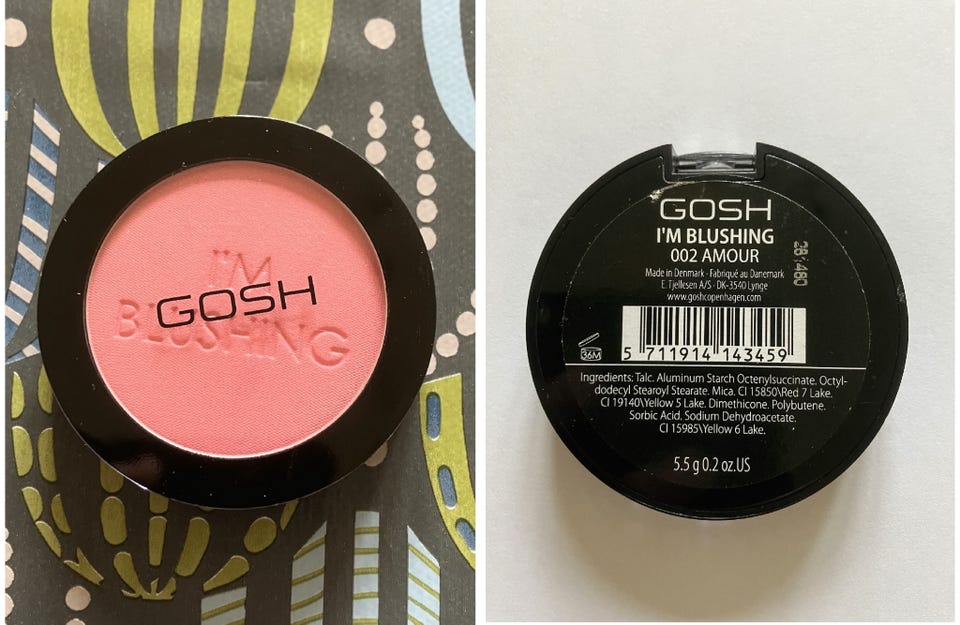 I'M
GOSH
BLUSHING
GOSH
I'M BLUSHING
002 AMOUR
Made in Denmark - Fabriqué au Danemark
E. Tjellesen A/S - DK-3540 Lynge
www.goshcopenhagen.com
281480
36M
5 711914 143459
Ingredients: Talc. Aluminum Starch Octenylsuccinate. Octyl-
dodecyl Stearoyl Stearate. Mica. CI 15850\Red 7 Lake.
CI 19140\Yellow 5 Lake. Dimethicone. Polybutene.
Sorbic Acid. Sodium Dehydroacetate.
CI 15985\Yellow 6 Lake.
5.5 g 0.2 oz.US